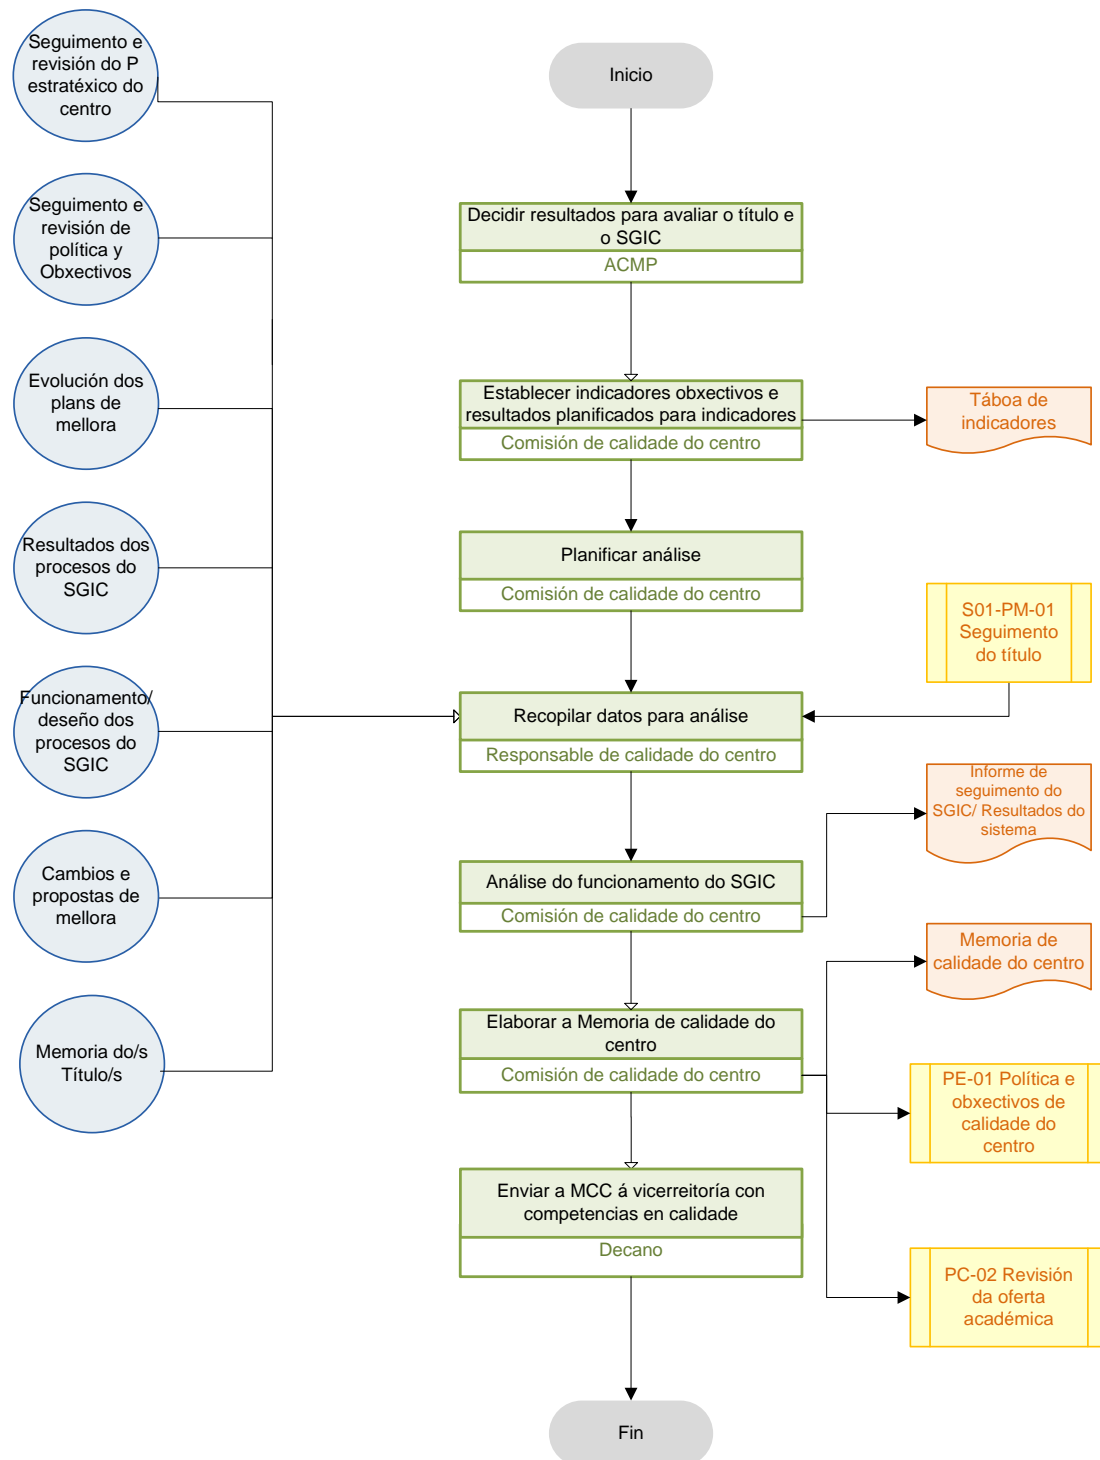 Seguimento e
revisión do P
estratéxico do
centro
Seguimento e
revisión de
política y
Obxectivos
Evolución dos
plans de
mellora
Resultados dos
procesos do
SGIC
Funcionamento/
deseño dos
procesos do
SGIC
Cambios e
propostas de
mellora
Memoria do/s
Título/s
Inicio
Decidir resultados para avaliar o título e
o SGIC
ACMP
Establecer indicadores obxectivos e
resultados planificados para indicadores
Comisión de calidade do centro
Táboa de
indicadores
Planificar análise
Comisión de calidade do centro
S01-PM-01
Seguimento
do título
Recopilar datos para análise
Responsable de calidade do centro
Informe de
seguimento do
SGIC/ Resultados do
sistema
Análise do funcionamento do SGIC
Comisión de calidade do centro
Memoria de
calidade do centro
Elaborar a Memoria de calidade do
centro
Comisión de calidade do centro
PE-01 Política e
obxectivos de
calidade do
centro
Enviar a MCC á vicerreitoría con
competencias en calidade
Decano
PC-02 Revisión
da oferta
académica
Fin